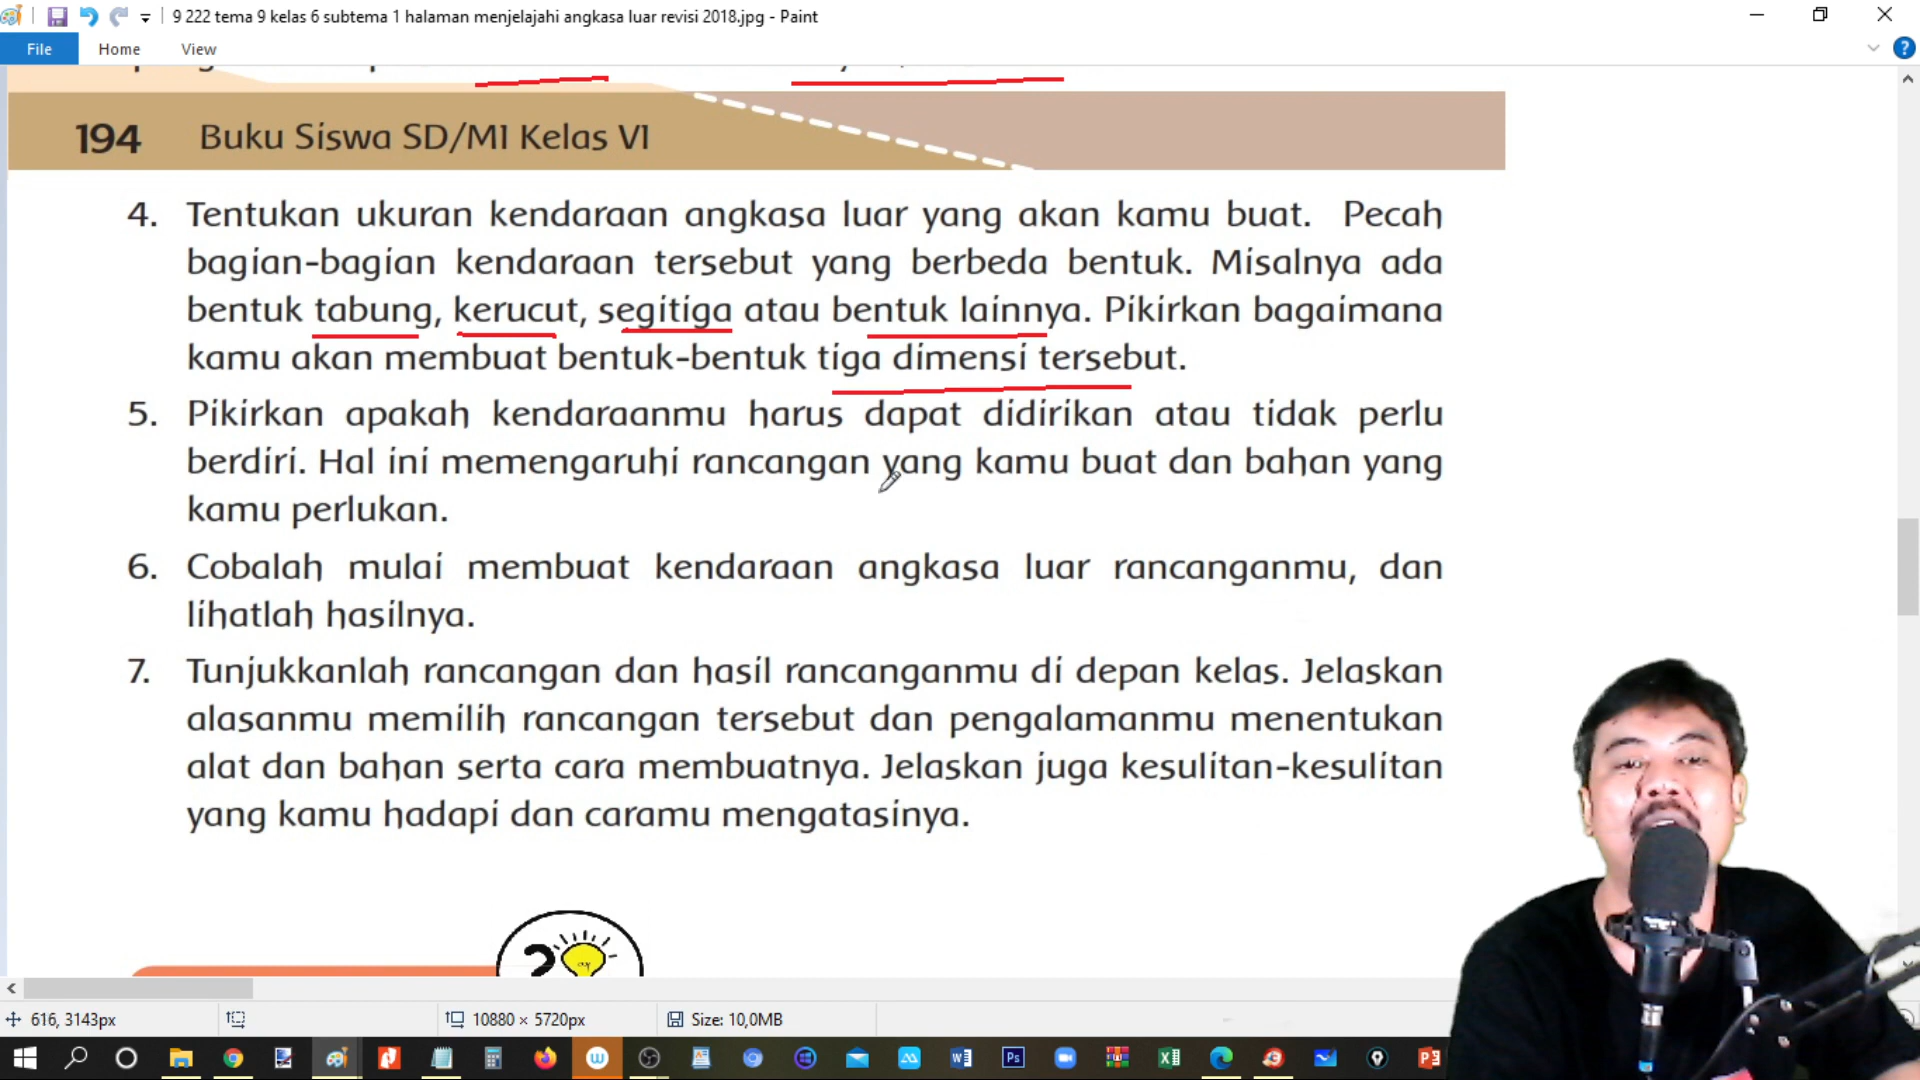 9 222 tema 9 kelas 6 subtema 1 halaman menjelajahi angkasa luar revisi 2018.jpg - Paint
File Home View
194 Buku Siswa SD/MI Kelas VI
4. Tentukan ukuran kendaraan angkasa luar yang akan kamu buat. Pecah
bagian-bagian kendaraan tersebut yang berbeda bentuk. Misalnya ada
bentuk tabung, kerucut, segitiga atau bentuk lainnya. Pikirkan bagaimana
kamu akan membuat bentuk-bentuk tiga dimensi tersebut.
5. Pikirkan apakah kendaraanmu harus dapat didirikan atau tidak perlu
berdiri. Hal ini memengaruhi rancangan yang kamu buat dan bahan yang
kamu perlukan.
6. Cobalah mulai membuat kendaraan angkasa luar rancanganmu, dan
lihatlah hasilnya.
7. Tunjukkanlah rancangan dan hasil rancanganmu di depan kelas. Jelaskan
alasanmu memilih rancangan tersebut dan pengalamanmu menentukan
alat dan bahan serta cara membuatnya. Jelaskan juga kesulitan-kesulitan
yang kamu hadapi dan caramu mengatasinya.
616, 3143px 10880 × 5720px Size: 10,0MB